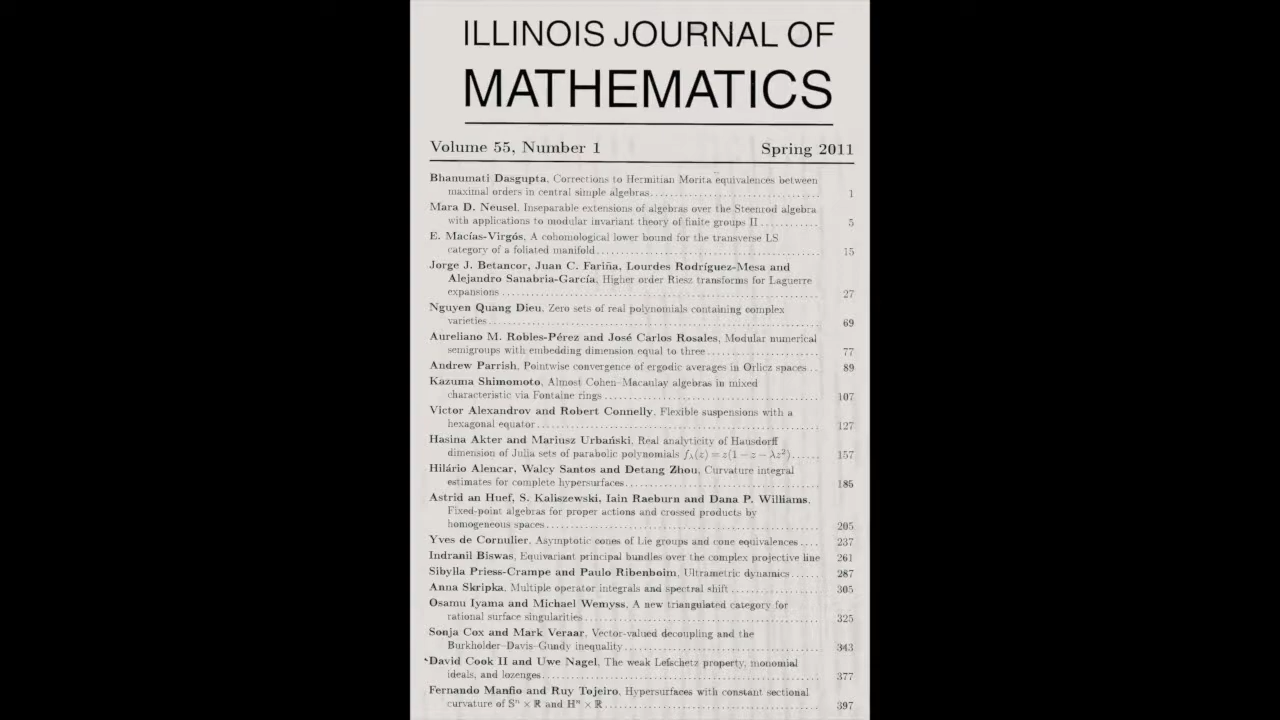 ILLINOIS JOURNAL OF
MATHEMATICS
Volume 55, Number 1 Spring 2011
Bhanumati Dasgupta, Corrections to Hermitian Morita equivalences between
maximal orders in central simple algebras 1
Mara D. Neusel, Inseparable extensions of algebras over the Steenrod algebra
with applications to modular invariant theory of finite groups II 5
E. Macías-Virgós, A cohomological lower bound for the transverse LS
category of a foliated manifold 15
Jorge J. Betancor, Juan C. Fariña, Lourdes Rodríguez-Mesa and
Alejandro Sanabria-García, Higher order Riesz transforms for Laguerre
expansions 27
Nguyen Quang Dieu, Zero sets of real polynomials containing complex
varieties 69
Aureliano M. Robles-Pérez and José Carlos Rosales, Modular numerical
semigroups with embedding dimension equal to three 77
Andrew Parrish, Pointwise convergence of ergodic averages in Orlicz spaces 89
Kazuma Shimomoto, Almost Cohen–Macaulay algebras in mixed
characteristic via Fontaine rings 107
Victor Alexandrov and Robert Connelly, Flexible suspensions with a
hexagonal equator 127
Hasina Akter and Mariusz Urbański, Real analyticity of Hausdorff
dimension of Julia sets of parabolic polynomials fλ(z) = z(1 − z − λz²) 157
Hilário Alencar, Walcy Santos and Detang Zhou, Curvature integral
estimates for complete hypersurfaces 185
Astrid an Huef, S. Kaliszewski, Iain Raeburn and Dana P. Williams,
Fixed-point algebras for proper actions and crossed products by
homogeneous spaces 205
Yves de Cornulier, Asymptotic cones of Lie groups and cone equivalences 237
Indranil Biswas, Equivariant principal bundles over the complex projective line 261
Sibylla Priess-Crampe and Paulo Ribenboim, Ultrametric dynamics 287
Anna Skripka, Multiple operator integrals and spectral shift 305
Osamu Iyama and Michael Wemyss, A new triangulated category for
rational surface singularities 325
Sonja Cox and Mark Veraar, Vector-valued decoupling and the
Burkholder–Davis–Gundy inequality 343
David Cook II and Uwe Nagel, The weak Lefschetz property, monomial
ideals, and lozenges 377
Fernando Manfio and Ruy Tojeiro, Hypersurfaces with constant sectional
curvature of Sⁿ × ℝ and Hⁿ × ℝ 397